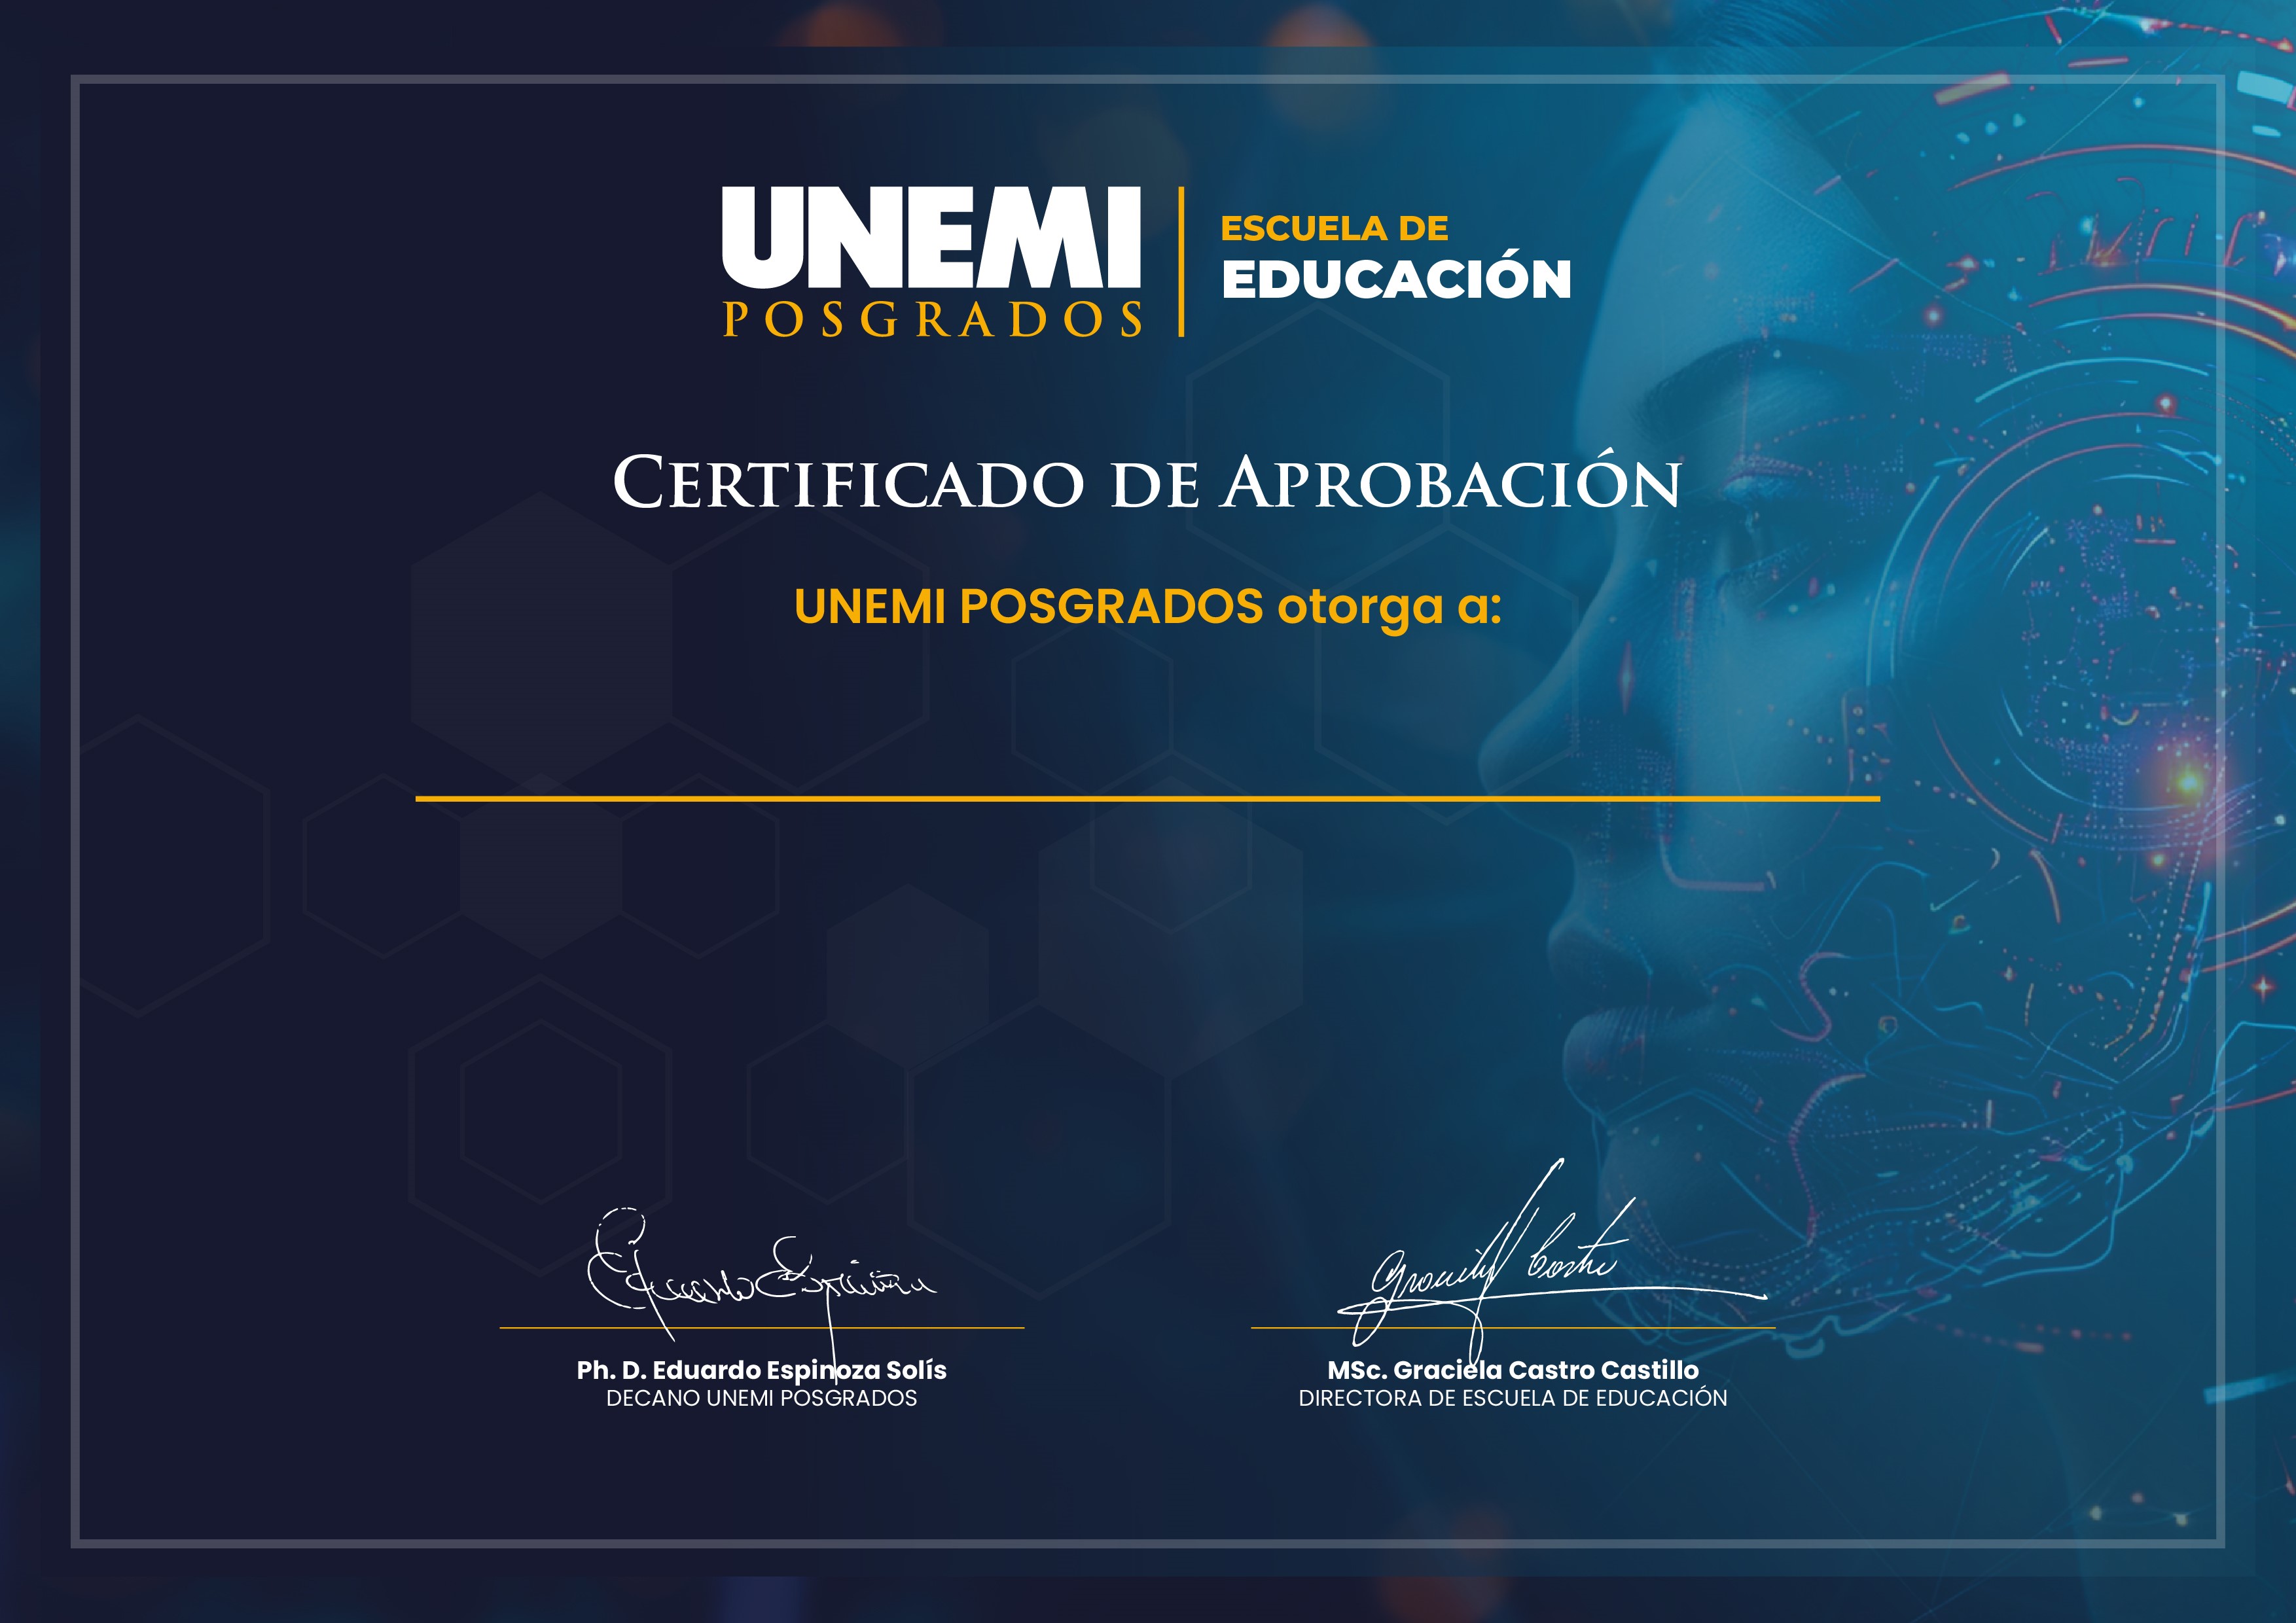 UNEMI
POSGRADOS
ESCUELA DE
EDUCACIÓN
CERTIFICADO DE APROBACIÓN
UNEMI POSGRADOS otorga a:
Eduardo Espinoza
Graciela Castro
Ph. D. Eduardo Espinoza Solís
DECANO UNEMI POSGRADOS
MSc. Graciela Castro Castillo
DIRECTORA DE ESCUELA DE EDUCACIÓN